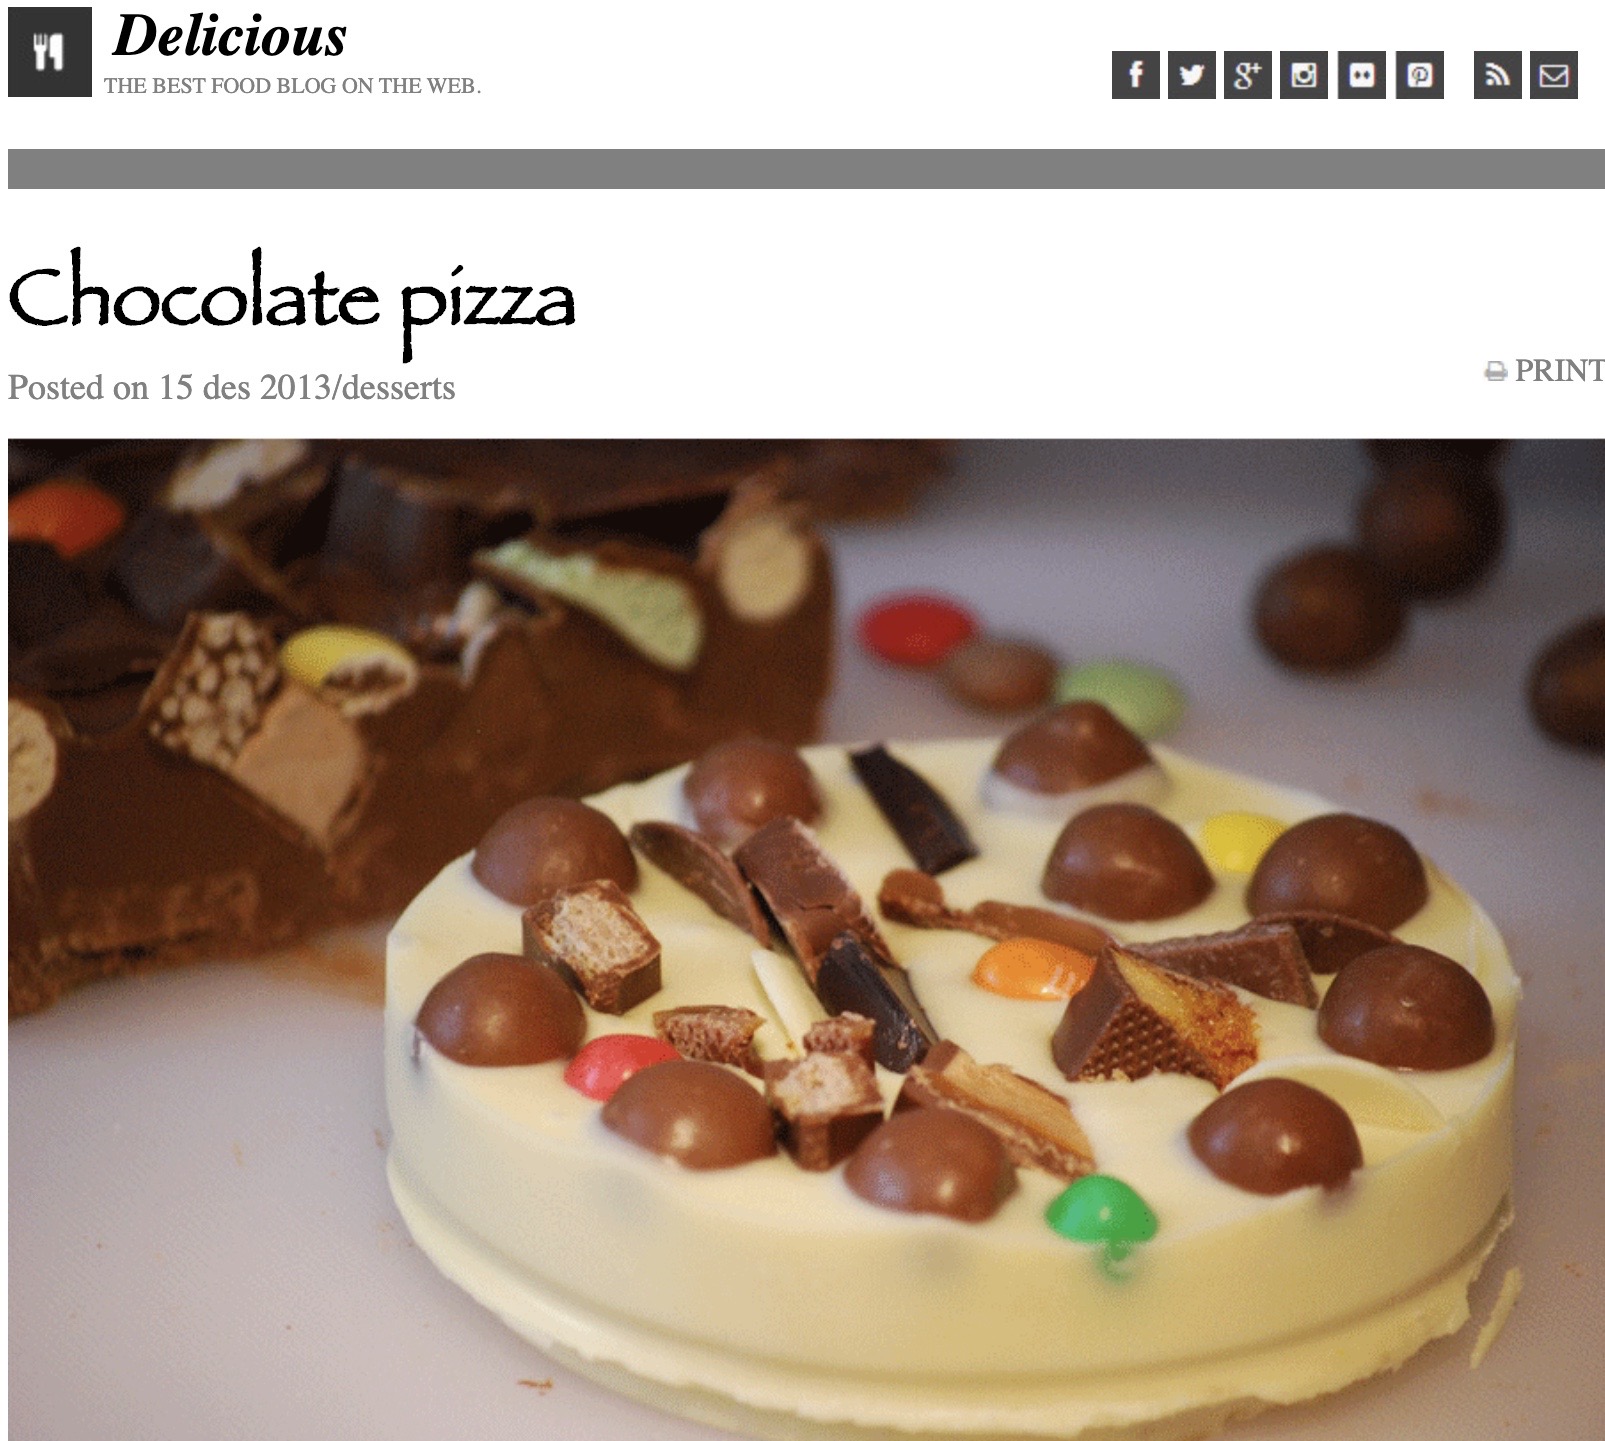 Delicious
THE BEST FOOD BLOG ON THE WEB.
Chocolate pizza
Posted on 15 des 2013/desserts
PRINT